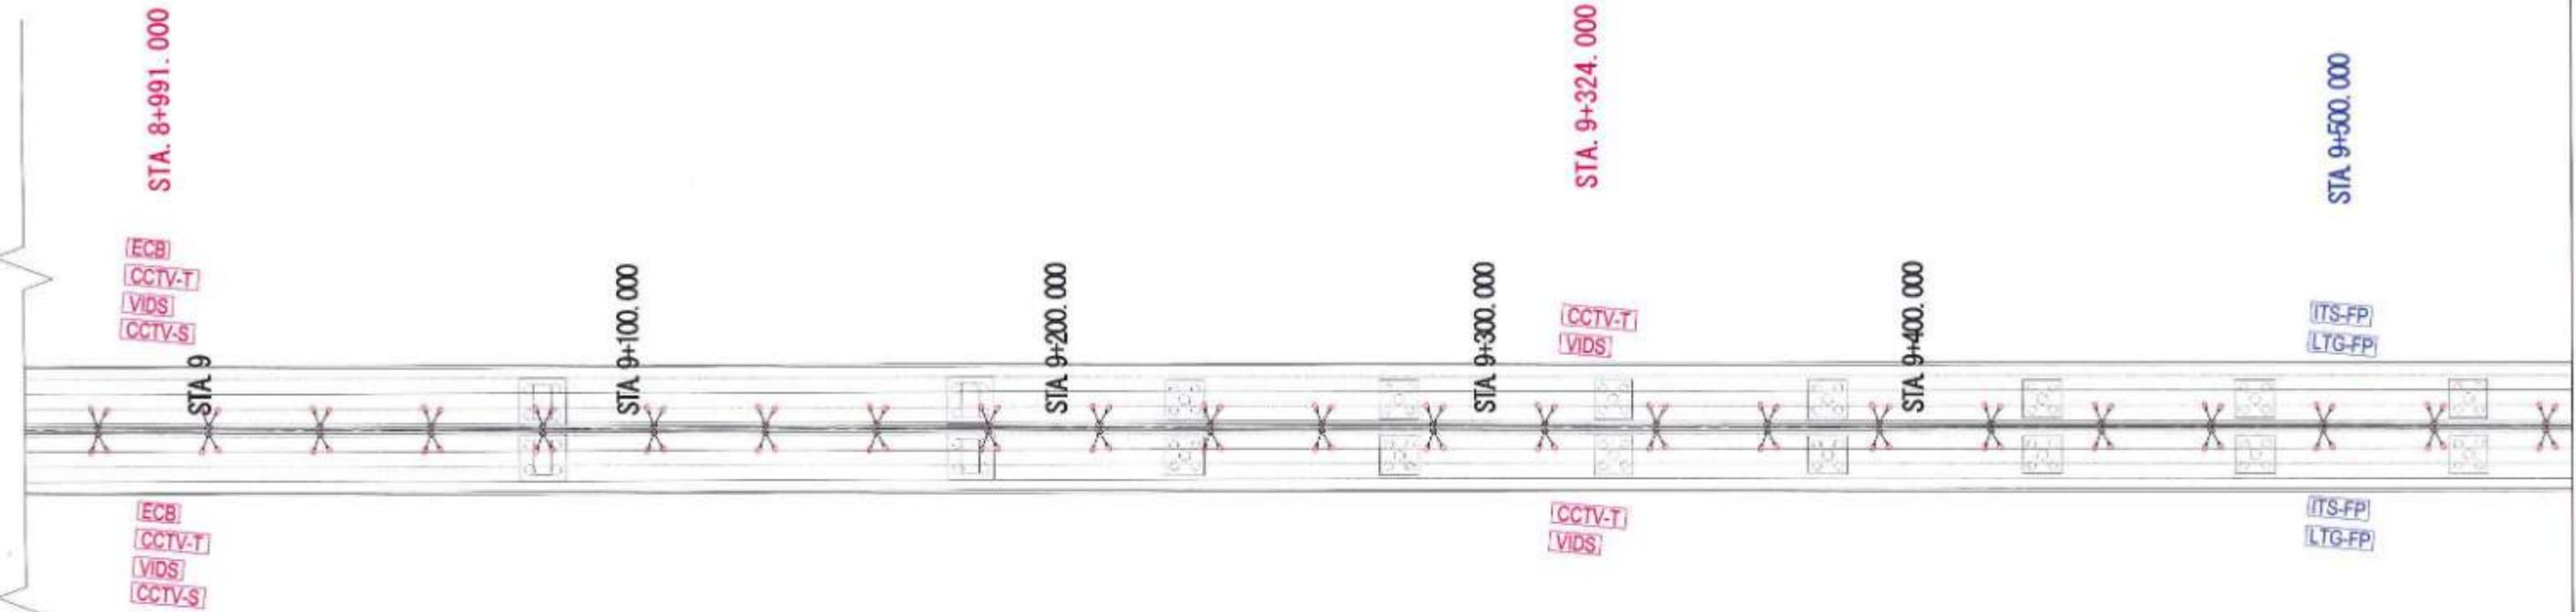 STA. 8+991. 000
STA. 9+324. 000
STA. 9+500. 000
ECB
CCTV-T
VIDS
CCTV-S
STA. 9
STA. 9+100. 000
STA. 9+200. 000
STA. 9+300. 000
CCTV-T
VIDS
STA. 9+400. 000
ITS-FP
LTG-FP
ECB
CCTV-T
VIDS
CCTV-S
CCTV-T
VIDS
ITS-FP
LTG-FP